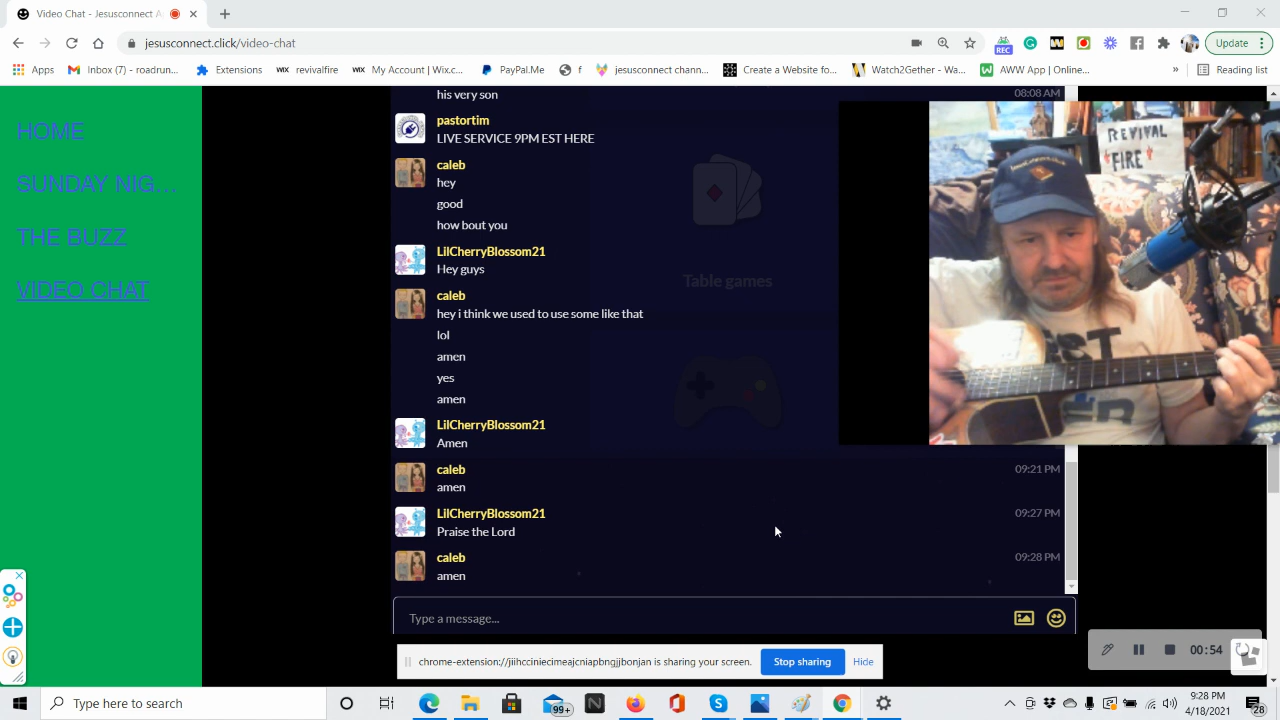 Video Chat - Jesusconnect A
jesusconnect.click/video-chat
REC
Update
Apps
Inbox (7) - roadrun...
Extensions
WIX revivalfire
WIX My Account | Wix.c...
PayPal.Me
f
jesusconnect chann...
Create a Website fo...
Watch2Gether - Wa...
AWW App | Online...
»
Reading list
HOME
SUNDAY NIG...
THE BUZZ
VIDEO CHAT
his very son
08:08 AM
pastortim
LIVE SERVICE 9PM EST HERE
caleb
hey
good
how bout you
LilCherryBlossom21
Hey guys
caleb
hey i think we used to use some like that
lol
amen
yes
amen
LilCherryBlossom21
Amen
caleb
09:21 PM
amen
LilCherryBlossom21
09:27 PM
Praise the Lord
caleb
09:28 PM
amen
Table games
REVIVAL
FIRE
Type a message...
chrome-extension://jiihccinedmeajcniapbngjjbonjan is sharing your screen.
Stop sharing
Hide
00:54
Type here to search
99+
9:28 PM
4/18/2021
28